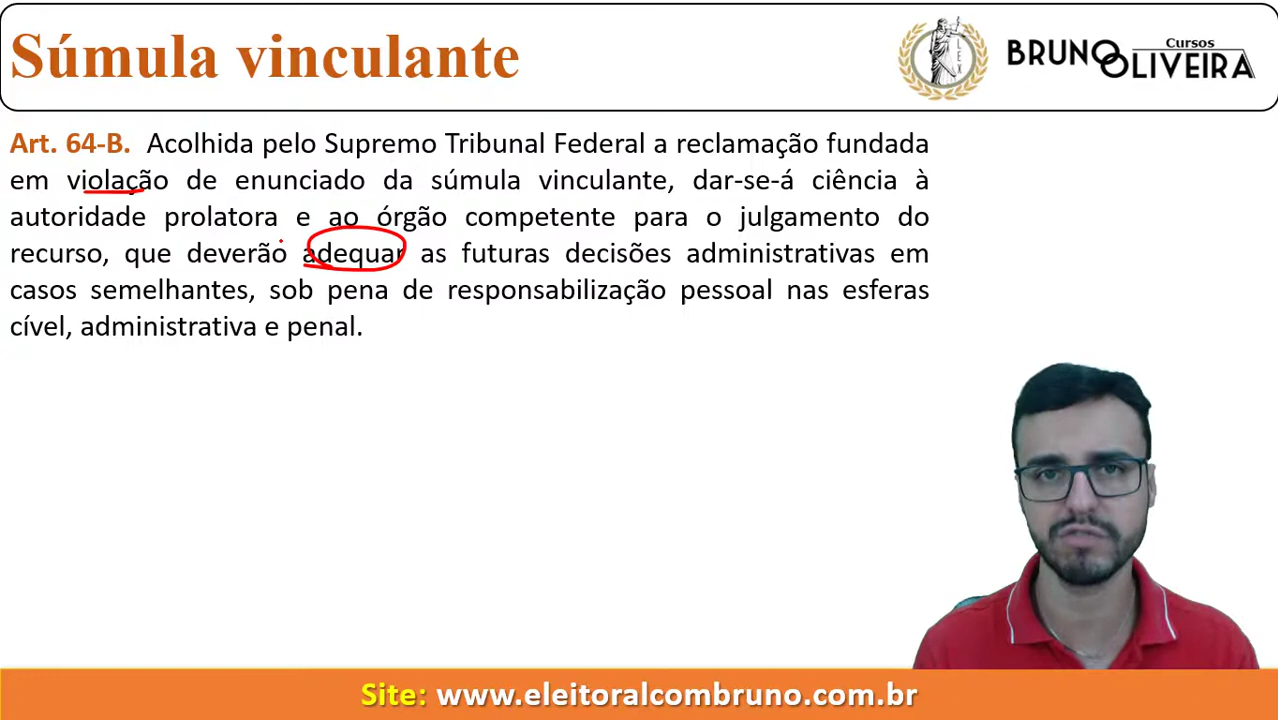 Súmula vinculante
LEX
Cursos
BRUNO OLIVEIRA
Art. 64-B. Acolhida pelo Supremo Tribunal Federal a reclamação fundada
em violação de enunciado da súmula vinculante, dar-se-á ciência à
autoridade prolatora e ao órgão competente para o julgamento do
recurso, que deverão adequar as futuras decisões administrativas em
casos semelhantes, sob pena de responsabilização pessoal nas esferas
cível, administrativa e penal.
Site: www.eleitoralcombruno.com.br